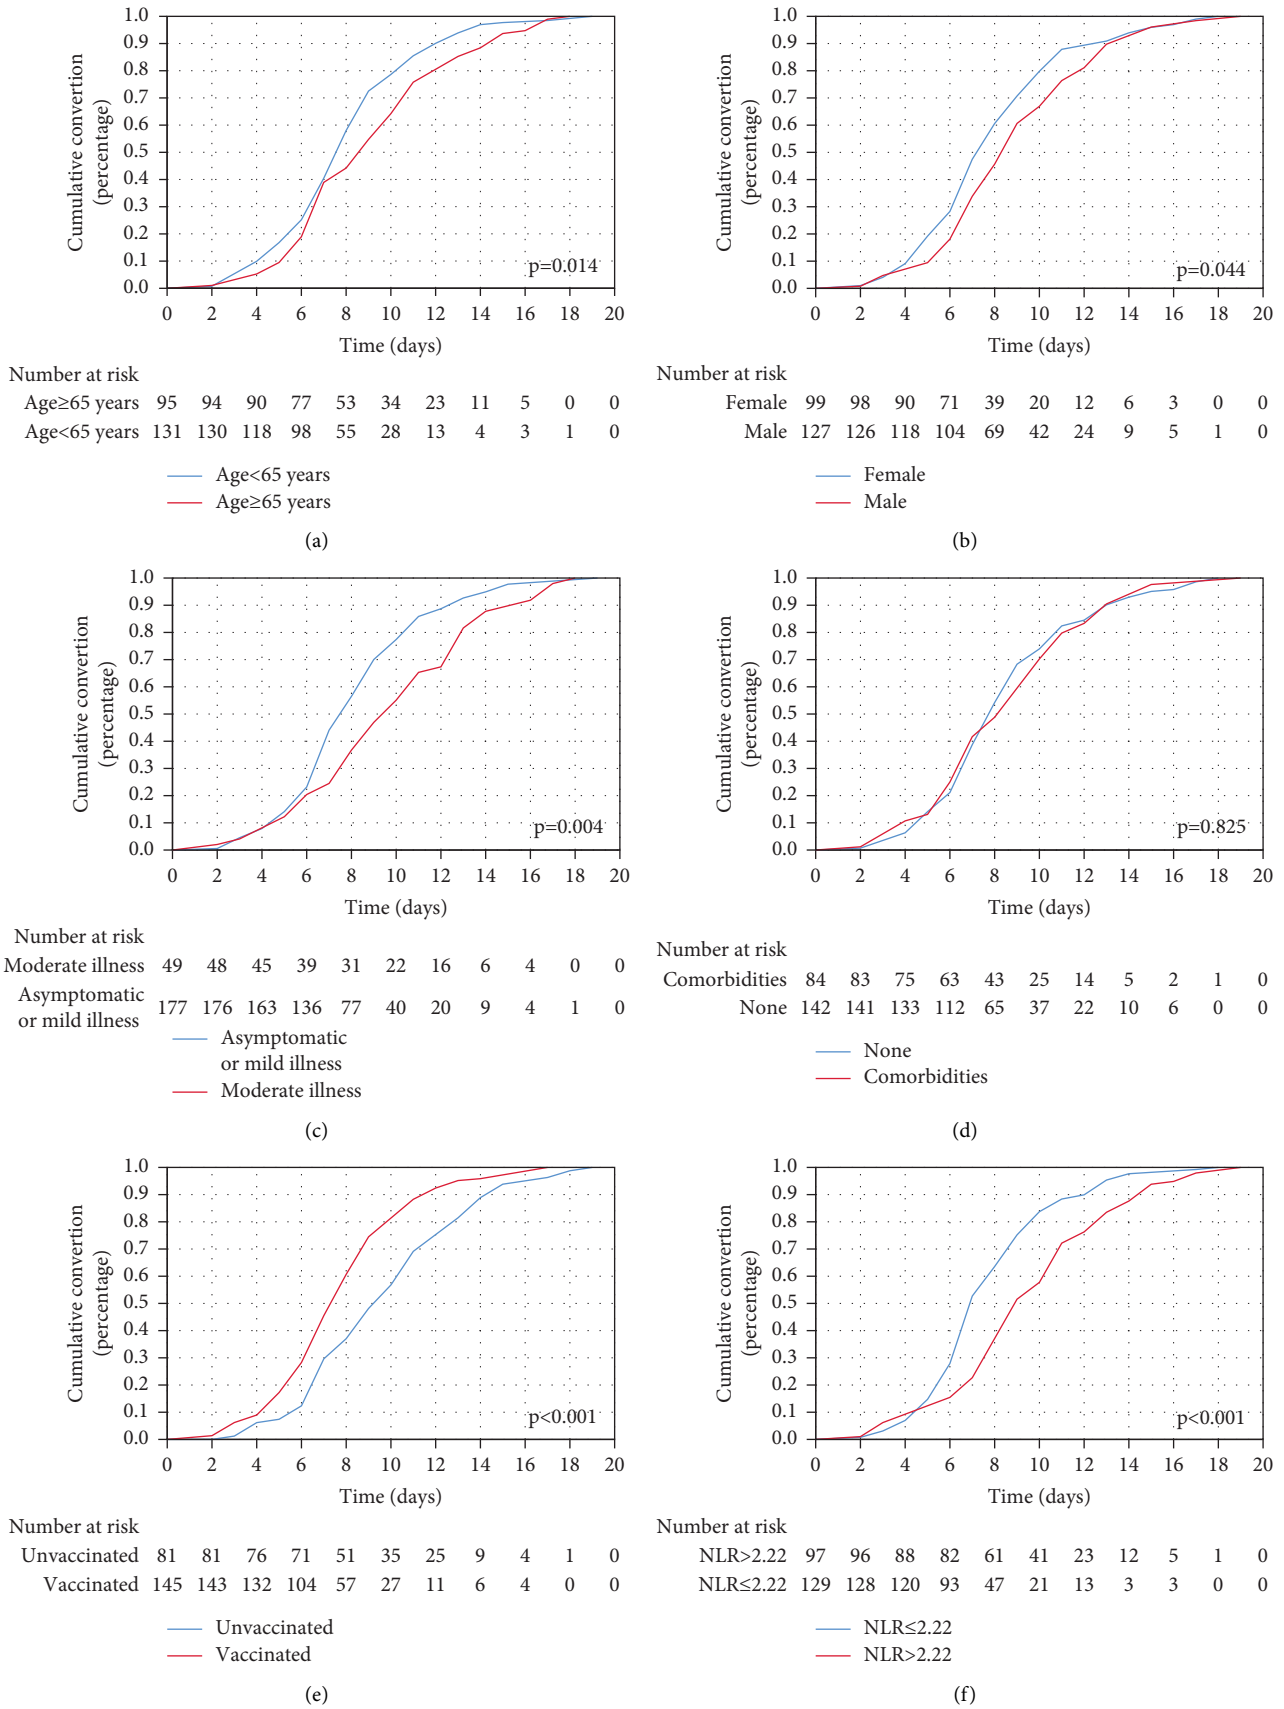 Cumulative convertion
(percentage)
1.0
0.9
0.8
0.7
0.6
0.5
0.4
0.3
0.2
0.1
0.0
p=0.014
0 2 4 6 8 10 12 14 16 18 20
Time (days)
Number at risk
Age≥65 years 95 94 90 77 53 34 23 11 5 0 0
Age<65 years 131 130 118 98 55 28 13 4 3 1 0
Age<65 years
Age≥65 years
(a)
Cumulative convertion
(percentage)
1.0
0.9
0.8
0.7
0.6
0.5
0.4
0.3
0.2
0.1
0.0
p=0.044
0 2 4 6 8 10 12 14 16 18 20
Time (days)
Number at risk
Female 99 98 90 71 39 20 12 6 3 0 0
Male 127 126 118 104 69 42 24 9 5 1 0
Female
Male
(b)
Cumulative convertion
(percentage)
1.0
0.9
0.8
0.7
0.6
0.5
0.4
0.3
0.2
0.1
0.0
p=0.004
0 2 4 6 8 10 12 14 16 18 20
Time (days)
Number at risk
Moderate illness 49 48 45 39 31 22 16 6 4 0 0
Asymptomatic
or mild illness 177 176 163 136 77 40 20 9 4 1 0
Asymptomatic
or mild illness
Moderate illness
(c)
Cumulative convertion
(percentage)
1.0
0.9
0.8
0.7
0.6
0.5
0.4
0.3
0.2
0.1
0.0
p=0.825
0 2 4 6 8 10 12 14 16 18 20
Time (days)
Number at risk
Comorbidities 84 83 75 63 43 25 14 5 2 1 0
None 142 141 133 112 65 37 22 10 6 0 0
None
Comorbidities
(d)
Cumulative convertion
(percentage)
1.0
0.9
0.8
0.7
0.6
0.5
0.4
0.3
0.2
0.1
0.0
p<0.001
0 2 4 6 8 10 12 14 16 18 20
Time (days)
Number at risk
Unvaccinated 81 81 76 71 51 35 25 9 4 1 0
Vaccinated 145 143 132 104 57 27 11 6 4 0 0
Unvaccinated
Vaccinated
(e)
Cumulative convertion
(percentage)
1.0
0.9
0.8
0.7
0.6
0.5
0.4
0.3
0.2
0.1
0.0
p<0.001
0 2 4 6 8 10 12 14 16 18 20
Time (days)
Number at risk
NLR>2.22 97 96 88 82 61 41 23 12 5 1 0
NLR≤2.22 129 128 120 93 47 21 13 3 3 0 0
NLR≤2.22
NLR>2.22
(f)